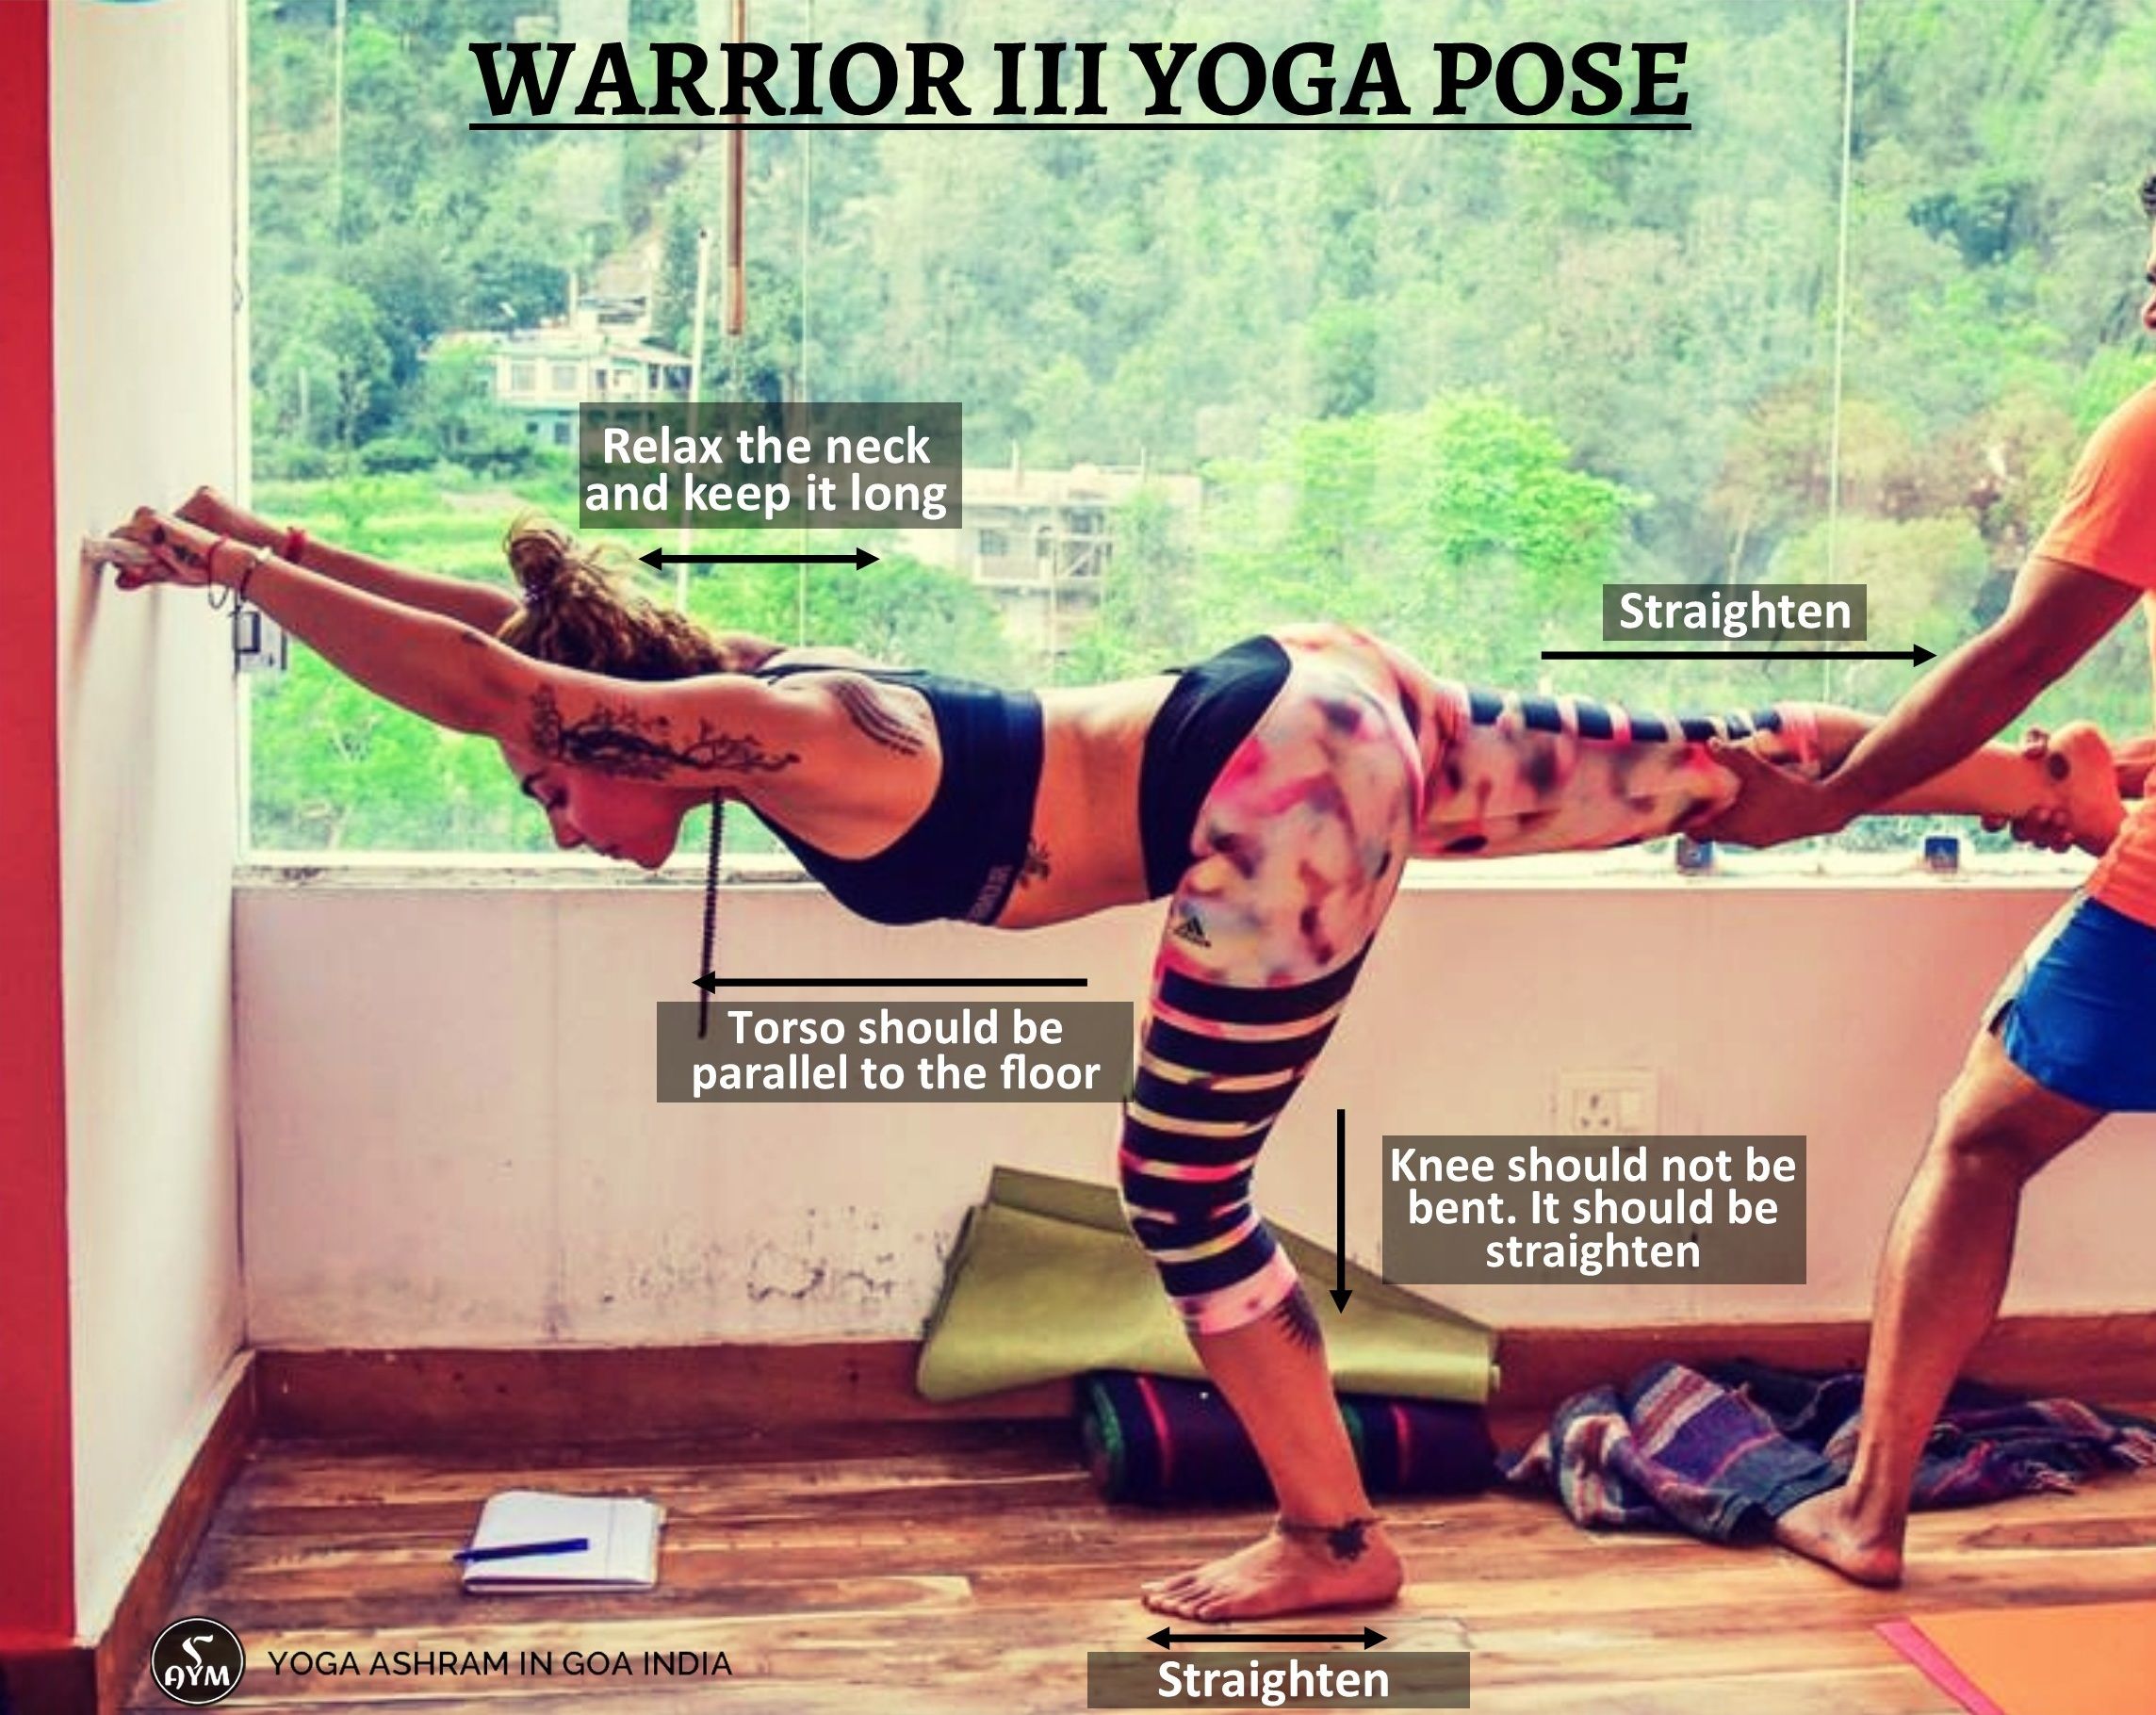 WARRIOR III YOGA POSE
Relax the neck
and keep it long
Straighten
Torso should be
parallel to the floor
Knee should not be
bent. It should be
straighten
Straighten
AYM
YOGA ASHRAM IN GOA INDIA